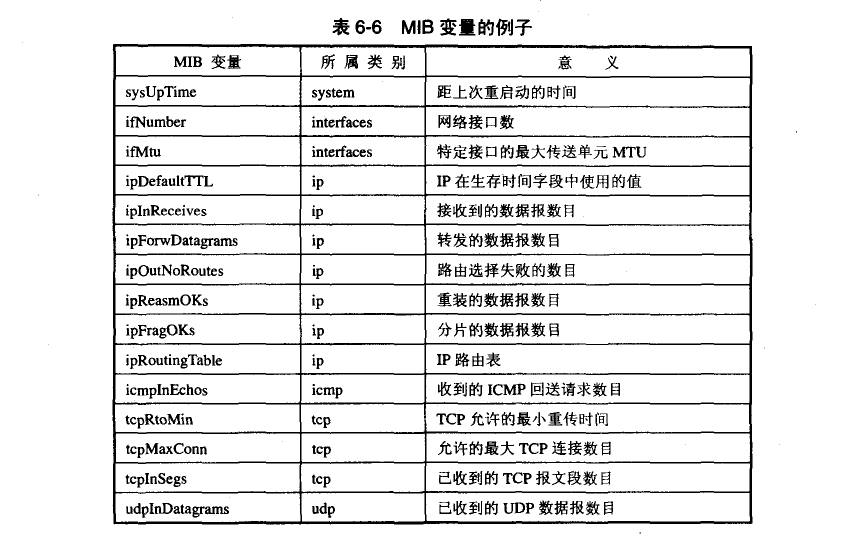 表 6-6 MIB 变量的例子
MIB 变量 所属类别 意 义
sysUpTime system 距上次重启动的时间
ifNumber interfaces 网络接口数
ifMtu interfaces 特定接口的最大传送单元 MTU
ipDefaultTTL ip IP 在生存时间字段中使用的值
ipInReceives ip 接收到的数据报数目
ipForwDatagrams ip 转发的数据报数目
ipOutNoRoutes ip 路由选择失败的数目
ipReasmOKs ip 重装的数据报数目
ipFragOKs ip 分片的数据报数目
ipRoutingTable ip IP 路由表
icmpInEchos icmp 收到的 ICMP 回送请求数目
tcpRtoMin tcp TCP 允许的最小重传时间
tcpMaxConn tcp 允许的最大 TCP 连接数目
tcpInSegs tcp 已收到的 TCP 报文段数目
udpInDatagrams udp 已收到的 UDP 数据报数目